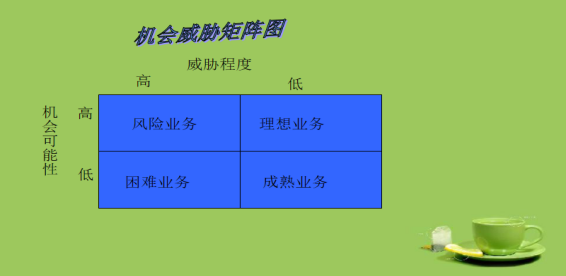 机会威胁矩阵图
威胁程度
高
低
机会可能性
高
风险业务
理想业务
低
困难业务
成熟业务